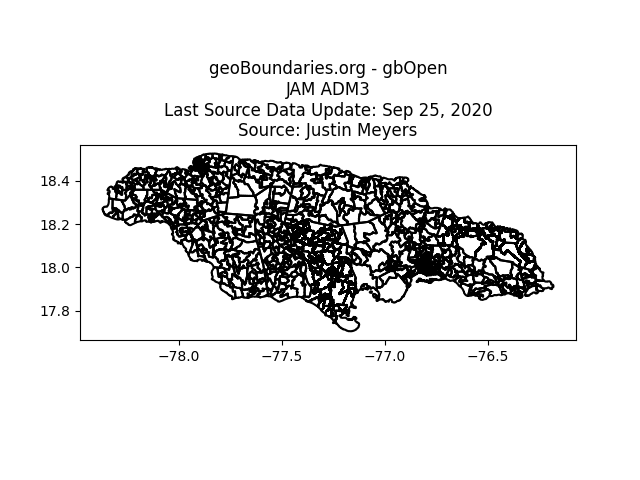 geoBoundaries.org - gbOpen
JAM ADM3
Last Source Data Update: Sep 25, 2020
Source: Justin Meyers
18.4
18.2
18.0
17.8
−78.0
−77.5
−77.0
−76.5